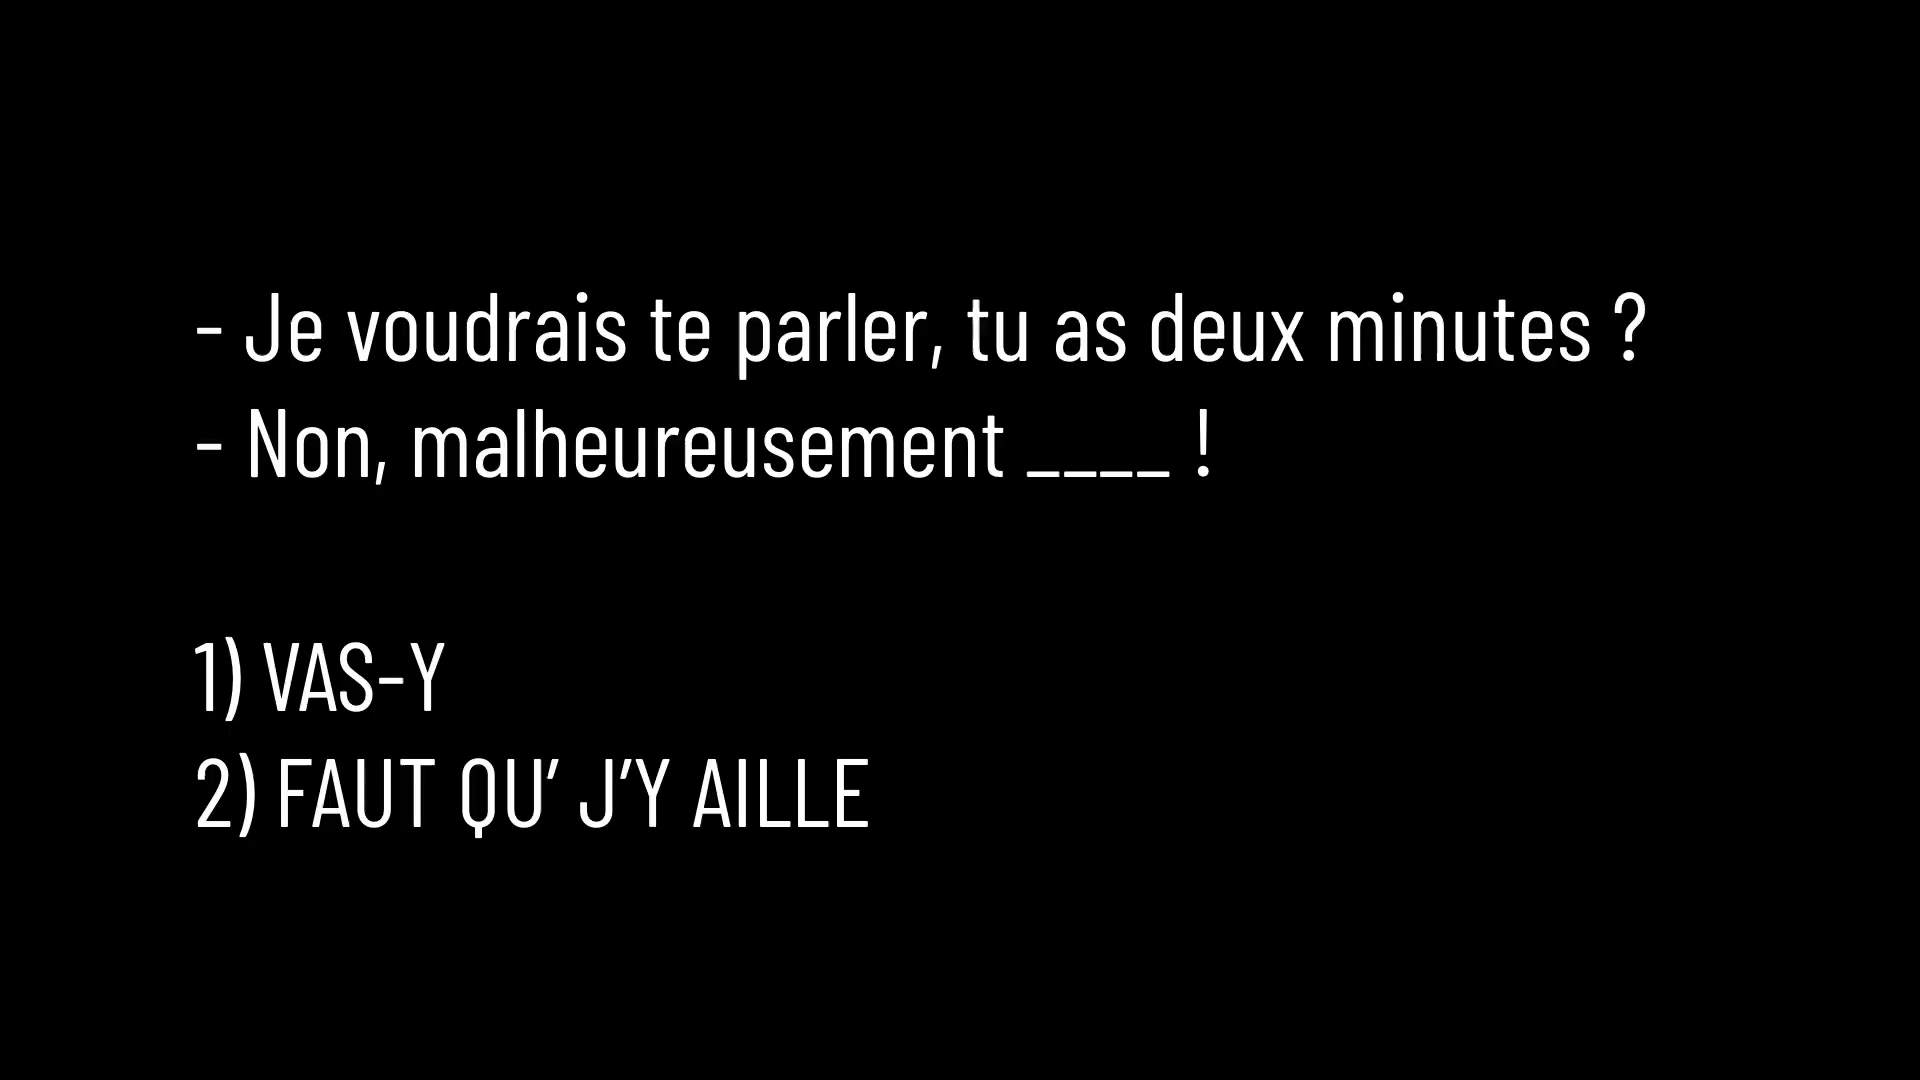 - Je voudrais te parler, tu as deux minutes ?
- Non, malheureusement ____ !
1) VAS-Y
2) FAUT QU’ J’Y AILLE